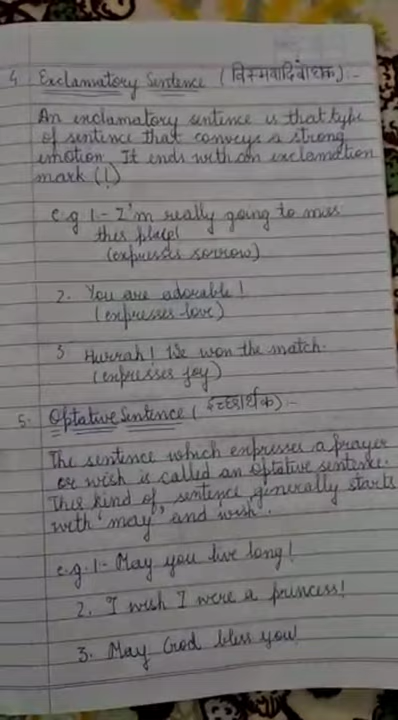 4. Exclamatory Sentence (विस्मयादिबोधक) :-
An exclamatory sentence is that type
of sentence that conveys a strong
emotion. It ends with an exclamation
mark (!)
e.g 1- I'm really going to miss
this place!
(expresses sorrow)
2. You are adorable!
(expresses love)
3 Hurrah! We won the match.
(expresses joy)
5. Optative Sentence (इच्छार्थक) :-
The sentence which expresses a prayer
or wish is called an optative sentence.
This kind of sentence generally starts
with 'may' and wish'.
e.g. 1- May you live long!
2. I wish I were a princess!
3. May God bless you!